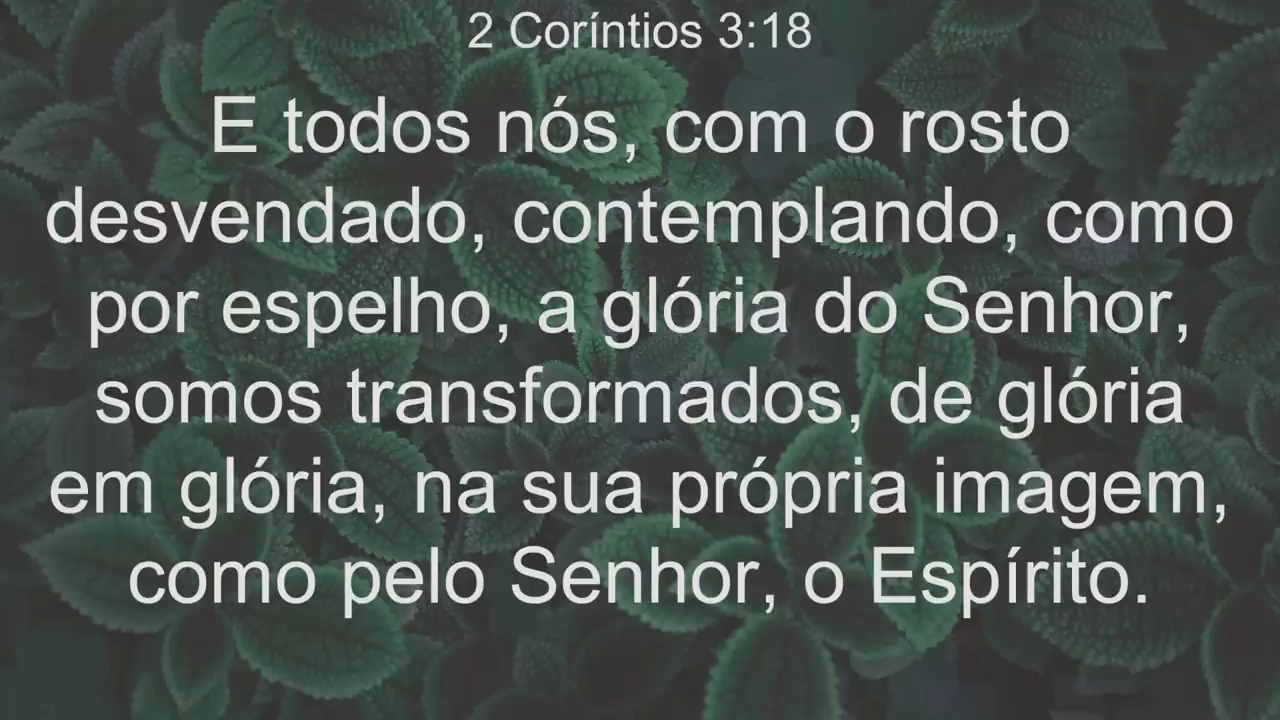 2 Coríntios 3:18
E todos nós, com o rosto
desvendado, contemplando, como
por espelho, a glória do Senhor,
somos transformados, de glória
em glória, na sua própria imagem,
como pelo Senhor, o Espírito.